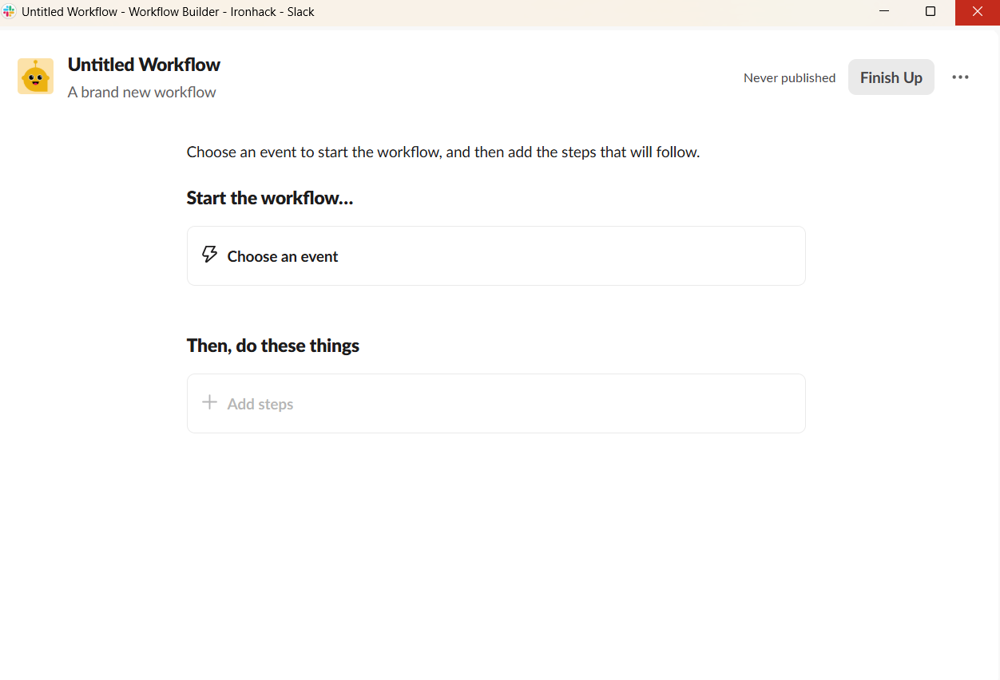 Untitled Workflow - Workflow Builder - Ironhack - Slack
Untitled Workflow
A brand new workflow
Never published
Finish Up
Choose an event to start the workflow, and then add the steps that will follow.
Start the workflow...
Choose an event
Then, do these things
Add steps